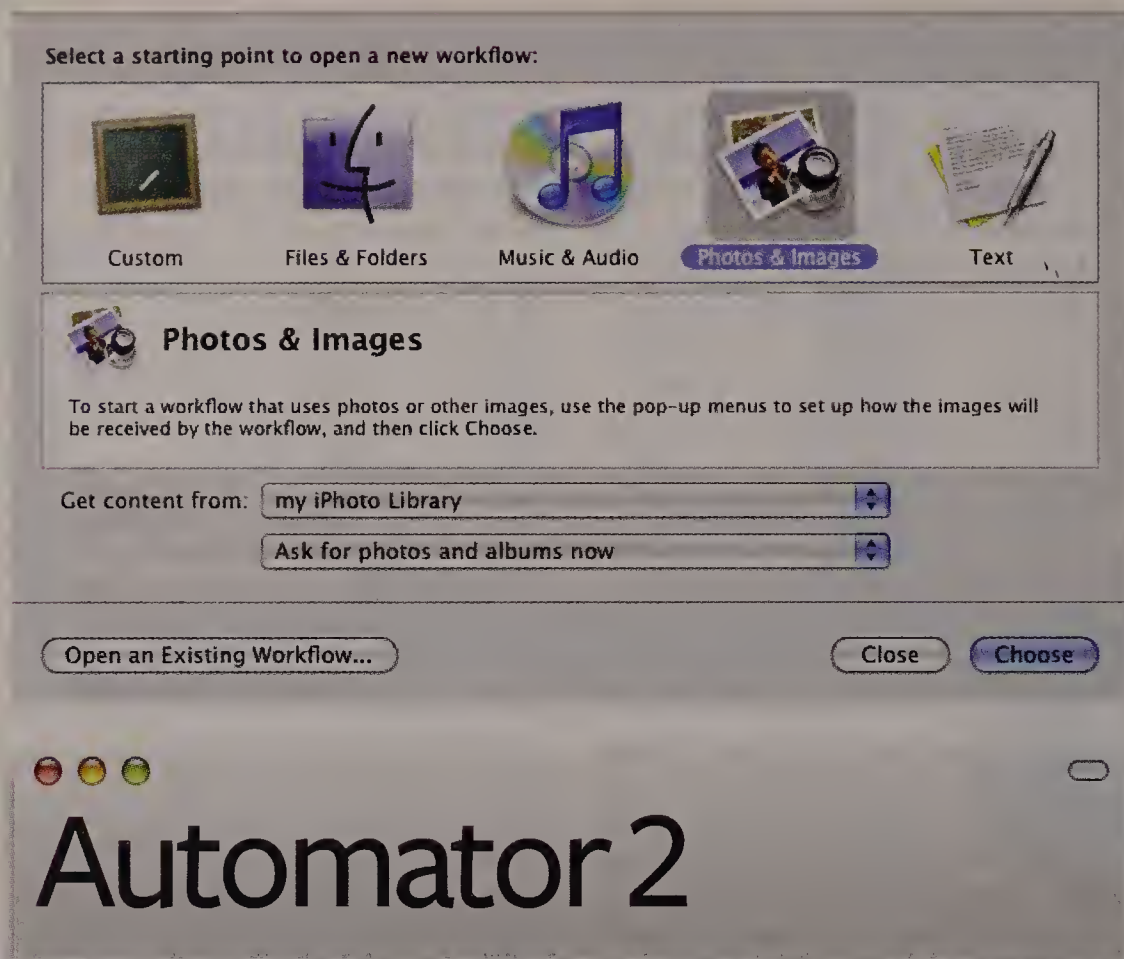 Select a starting point to open a new workflow:
Custom
Files & Folders
Music & Audio
Photos & Images
Text
Photos & Images
To start a workflow that uses photos or other images, use the pop-up menus to set up how the images will
be received by the workflow, and then click Choose.
Get content from: my iPhoto Library
Ask for photos and albums now
Open an Existing Workflow...
Close
Choose
Automator 2